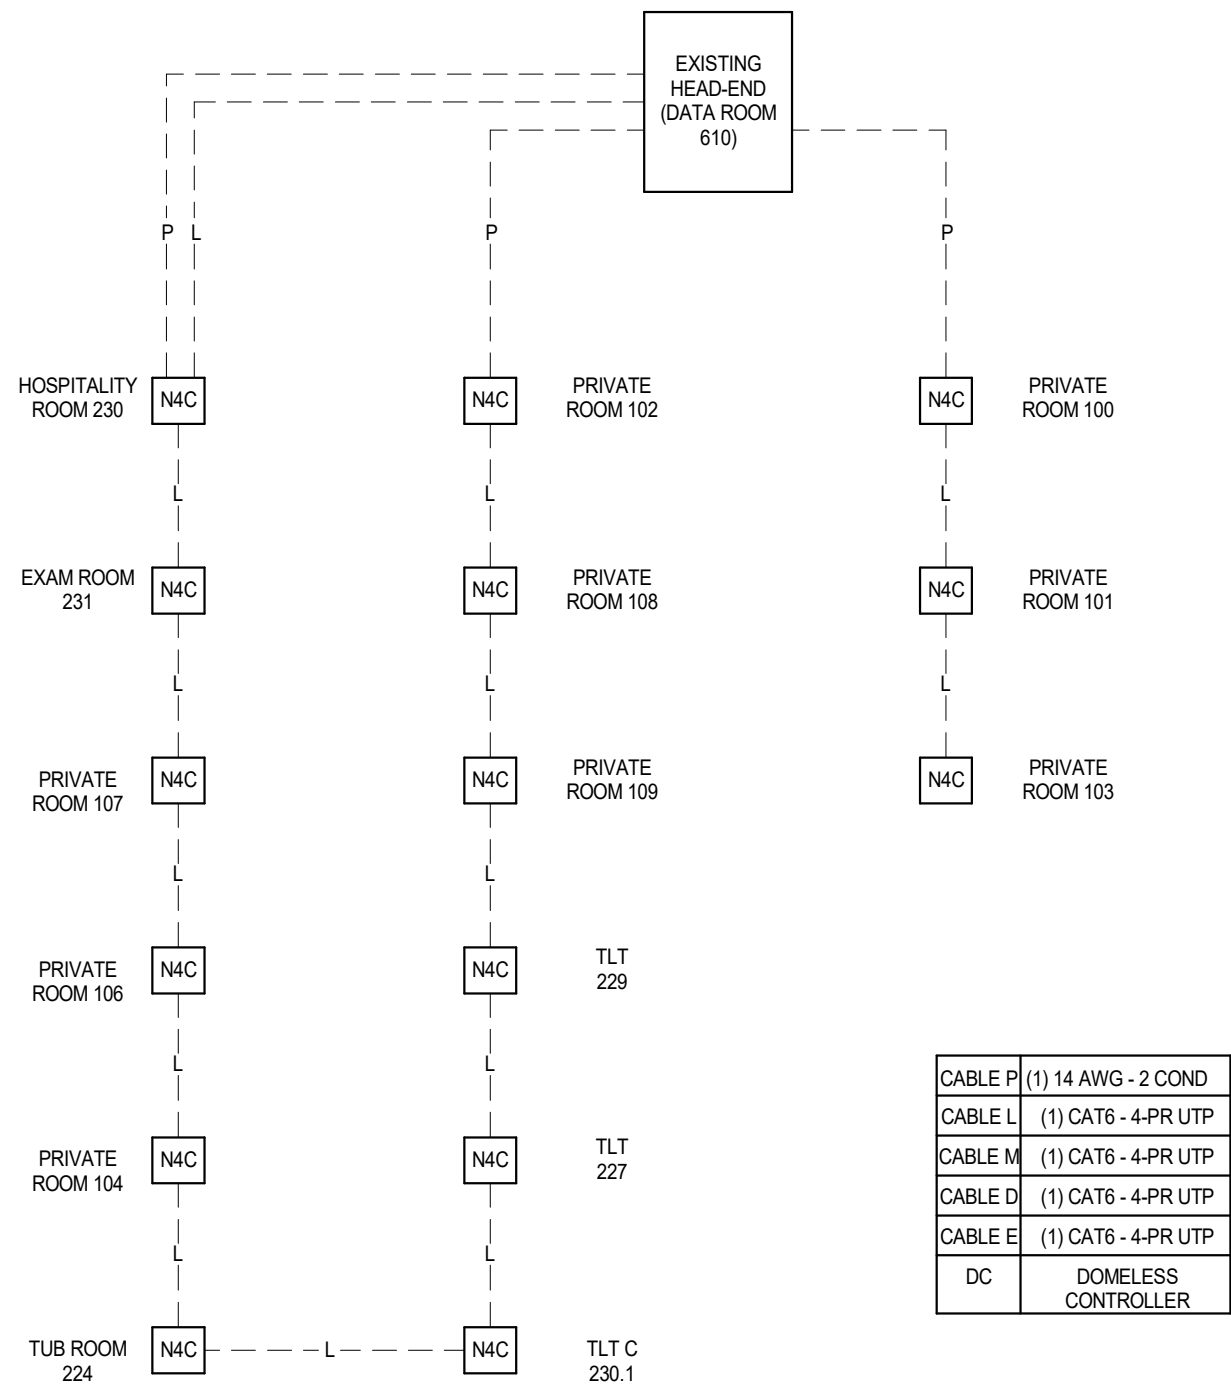 EXISTING
HEAD-END
(DATA ROOM
610)
P L P P
HOSPITALITY
ROOM 230
N4C
N4C
PRIVATE
ROOM 102
N4C
PRIVATE
ROOM 100
L L L
EXAM ROOM
231
N4C
N4C
PRIVATE
ROOM 108
N4C
PRIVATE
ROOM 101
L L L
PRIVATE
ROOM 107
N4C
N4C
PRIVATE
ROOM 109
N4C
PRIVATE
ROOM 103
L L
PRIVATE
ROOM 106
N4C
N4C
TLT
229
L L
PRIVATE
ROOM 104
N4C
N4C
TLT
227
L L
TUB ROOM
224
N4C
L
N4C
TLT C
230.1
CABLE P (1) 14 AWG - 2 COND
CABLE L (1) CAT6 - 4-PR UTP
CABLE M (1) CAT6 - 4-PR UTP
CABLE D (1) CAT6 - 4-PR UTP
CABLE E (1) CAT6 - 4-PR UTP
DC DOMELESS
CONTROLLER